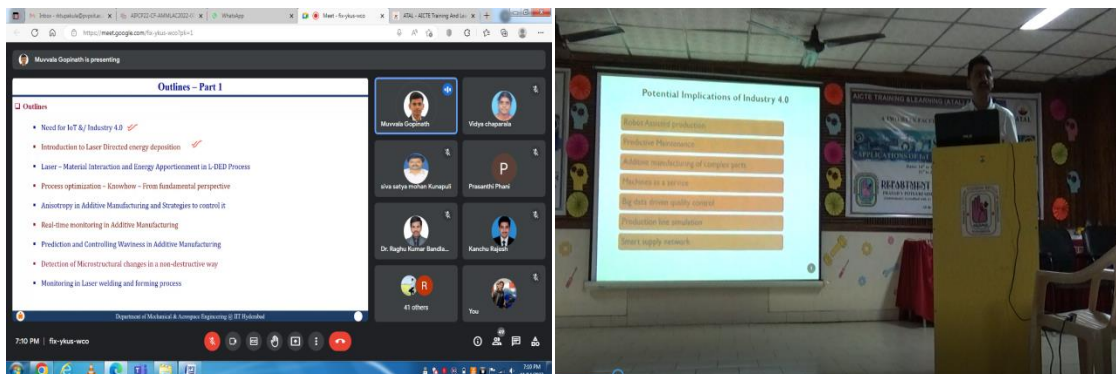 Meet - fix-ykus-wco
https://meet.google.com/fix-ykus-wco?pli=1
Muvvala Gopinath is presenting
Outlines – Part 1
Outlines
Need for IoT &/ Industry 4.0
Introduction to Laser Directed energy deposition
Laser – Material Interaction and Energy Apportionment in L-DED Process
Process optimization – Knowhow – From fundamental perspective
Anisotropy in Additive Manufacturing and Strategies to control it
Real-time monitoring in Additive Manufacturing
Prediction and Controlling Waviness in Additive Manufacturing
Detection of Microstructural changes in a non-destructive way
Monitoring in Laser welding and forming process
Department of Mechanical & Aerospace Engineering @ IIT Hyderabad
Muvvala Gopinath
Vidya chaparala
siva satya mohan Kunapuli
P
Prasanthi Phani
Dr. Raghu Kumar Bandla...
Kanchu Rajesh
R
41 others
You
7:10 PM | fix-ykus-wco
49
7:10 PM
Potential Implications of Industry 4.0
Robot Assisted production
Predictive Maintenance
Additive manufacturing of complex parts
Machines as a service
Big data driven quality control
Production line simulation
Smart supply network
AICTE TRAINING & LEARNING (ATAL)
ATAL
APPLICATIONS OF IoT
DEPARTMENT